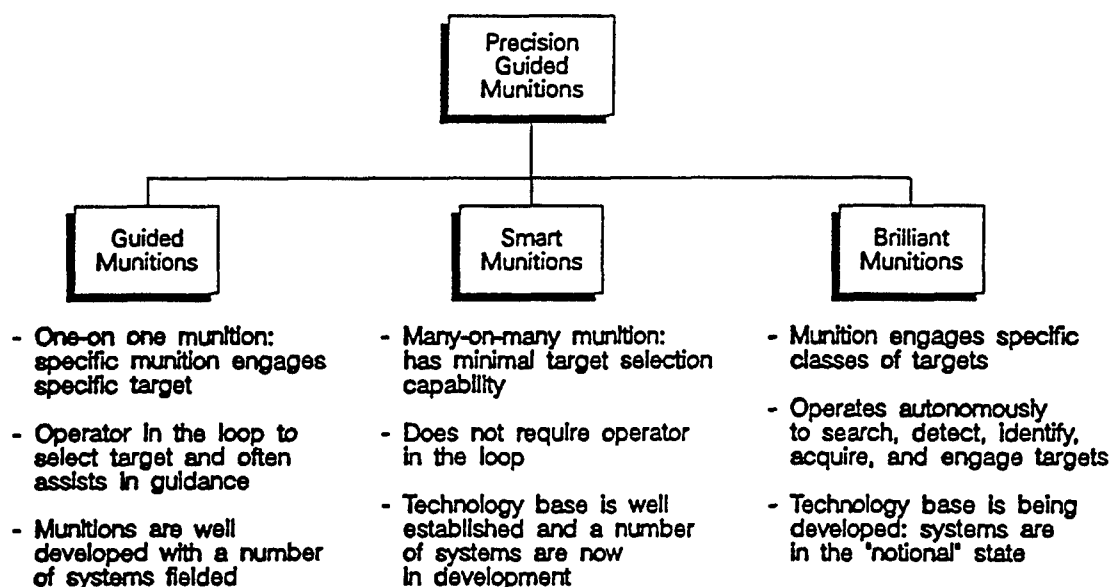 Precision
Guided
Munitions
Guided
Munitions
Smart
Munitions
Brilliant
Munitions
- One-on one munition:
specific munition engages
specific target
- Operator in the loop to
select target and often
assists in guidance
- Munitions are well
developed with a number
of systems fielded
- Many-on-many munition:
has minimal target selection
capability
- Does not require operator
in the loop
- Technology base is well
established and a number
of systems are now
in development
- Munition engages specific
classes of targets
- Operates autonomously
to search, detect, identify,
acquire, and engage targets
- Technology base is being
developed: systems are
in the "notional" state